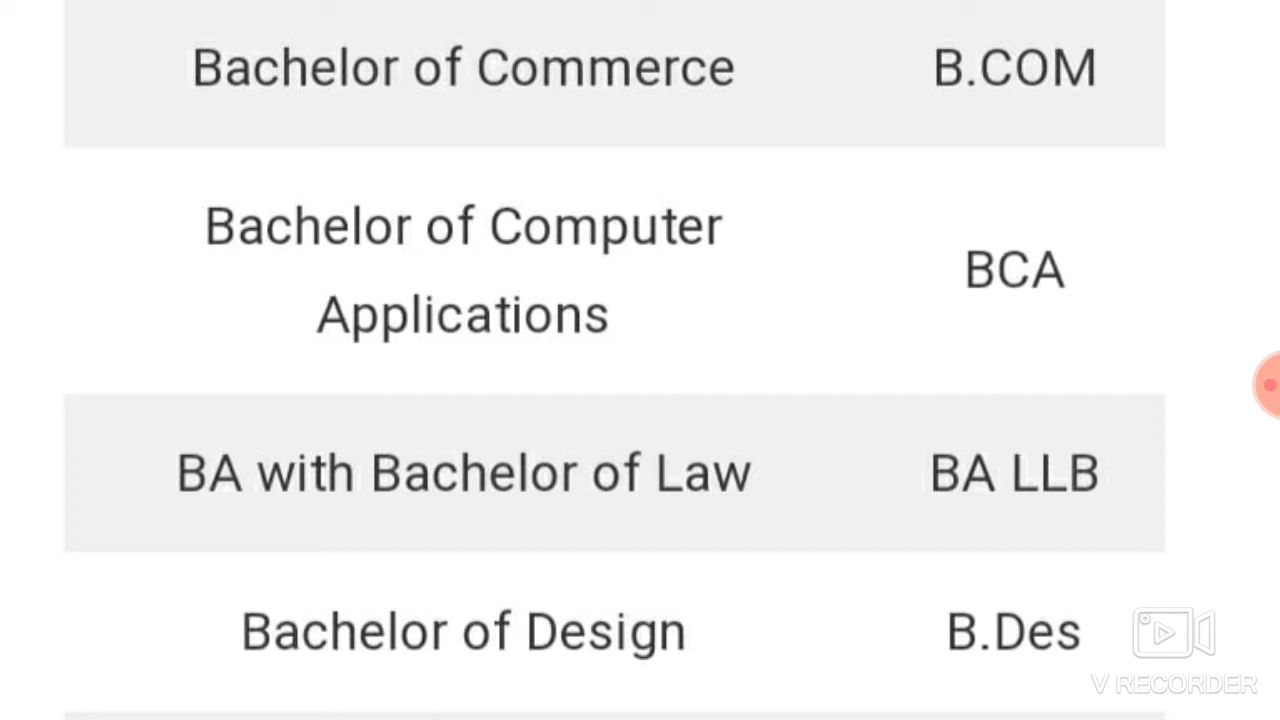 Bachelor of Commerce B.COM
Bachelor of Computer
Applications
BCA
BA with Bachelor of Law BA LLB
Bachelor of Design B.Des
V RECORDER